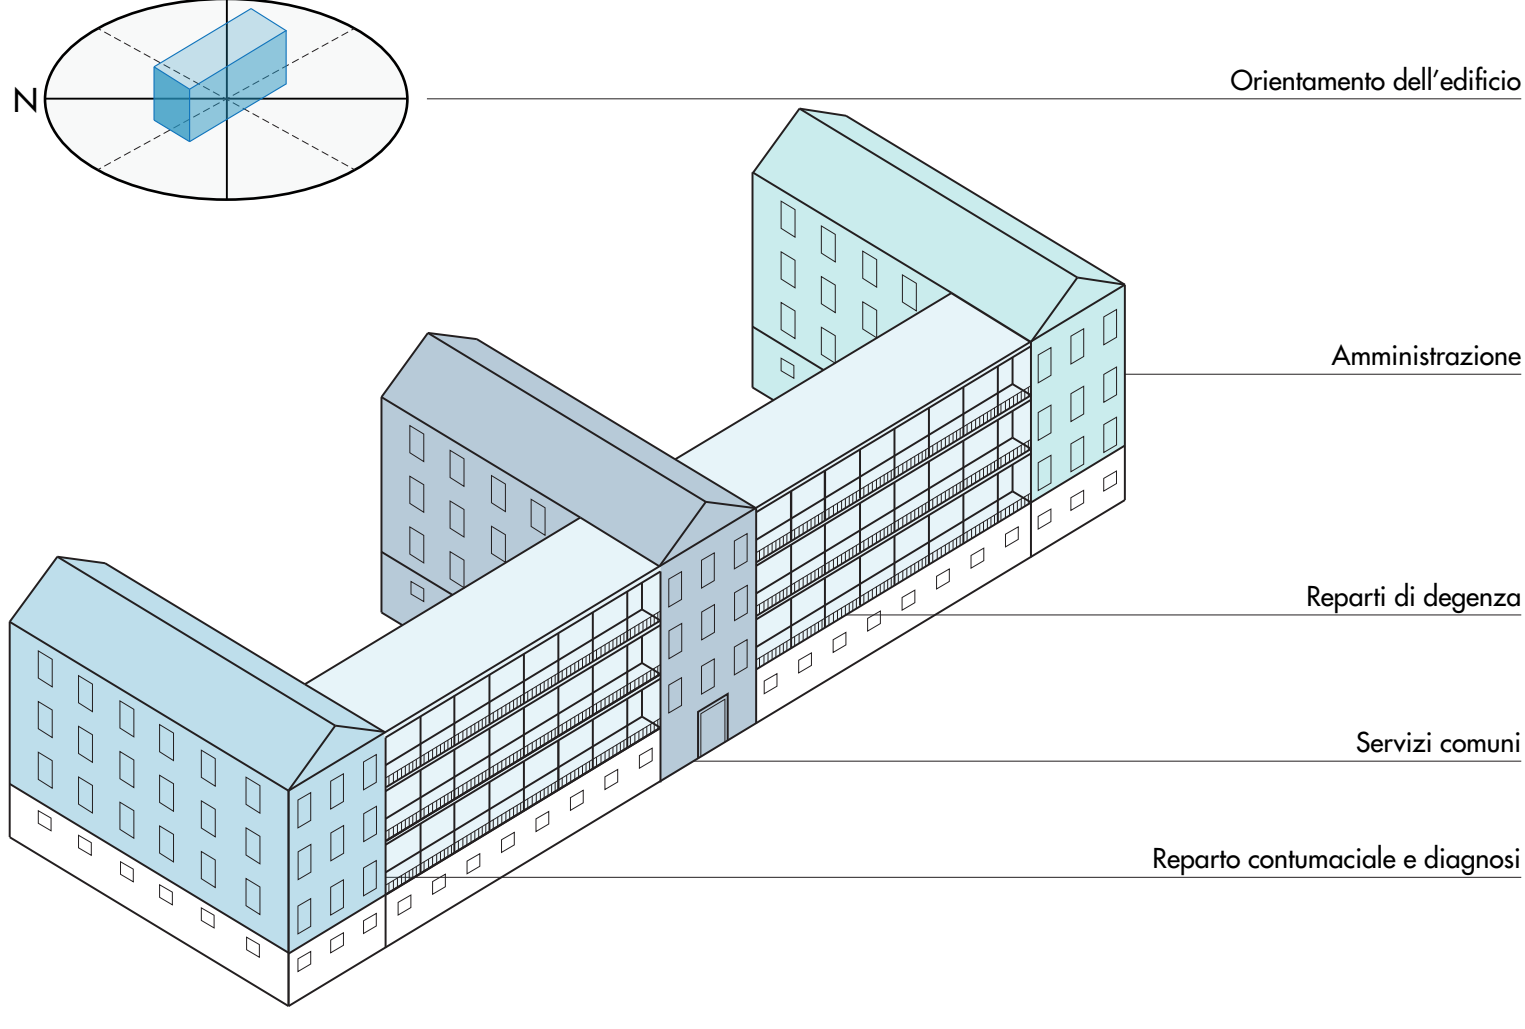 Orientamento dell’edificio
N
Amministrazione
Reparti di degenza
Servizi comuni
Reparto contumaciale e diagnosi